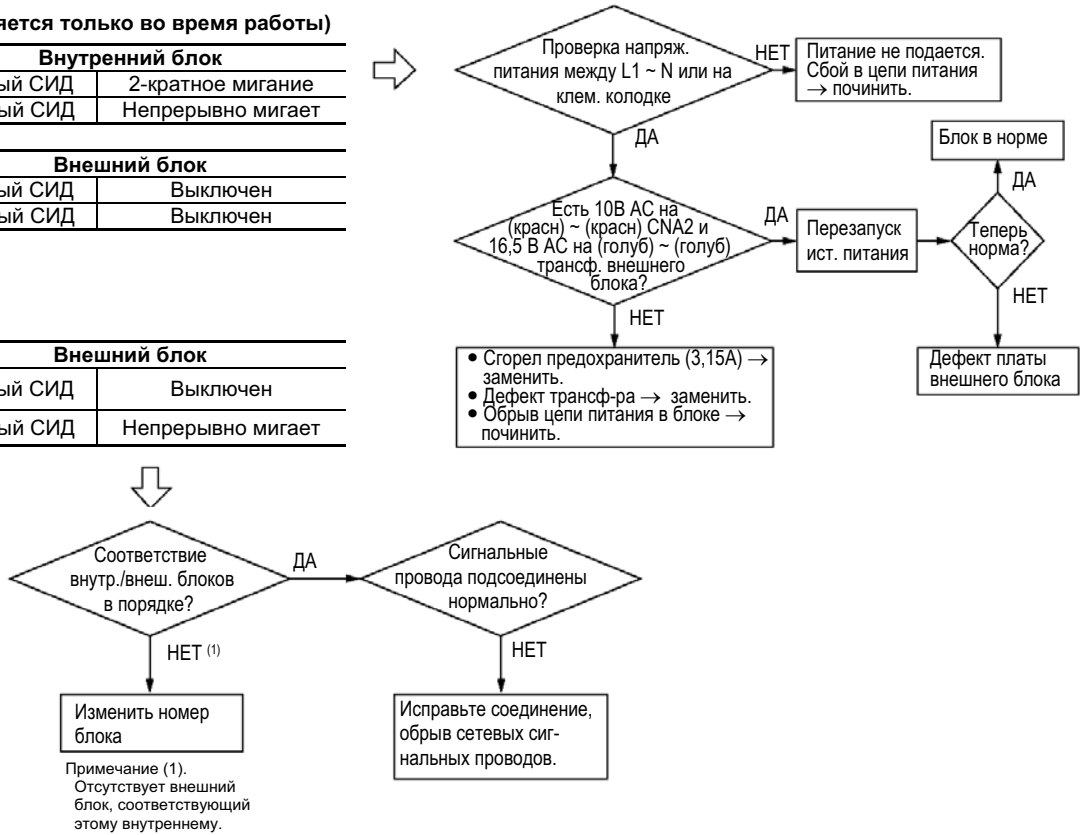 яется только во время работы)
Внутренний блок
ый СИД 2-кратное мигание
ый СИД Непрерывно мигает
Внешний блок
ый СИД Выключен
ый СИД Выключен
Проверка напряж.
питания между L1 ~ N или на
клем. колодке
НЕТ
Питание не подается.
Сбой в цепи питания
→ починить.
ДА
Есть 10В AC на
(красн) ~ (красн) CNA2 и
16,5 В AC на (голуб) ~ (голуб)
трансф. внешнего
блока?
ДА
Перезапуск
ист. питания
Теперь
норма?
ДА
Блок в норме
НЕТ
Дефект платы
внешнего блока
НЕТ
● Сгорел предохранитель (3,15А) →
заменить.
● Дефект трансф-ра → заменить.
● Обрыв цепи питания в блоке →
починить.
Внешний блок
ый СИД Выключен
ый СИД Непрерывно мигает
Соответствие
внутр./внеш. блоков
в порядке?
ДА
Сигнальные
провода подсоединены
нормально?
НЕТ (1)
Изменить номер
блока
Примечание (1).
Отсутствует внешний
блок, соответствующий
этому внутреннему.
НЕТ
Исправьте соединение,
обрыв сетевых сиг-
нальных проводов.